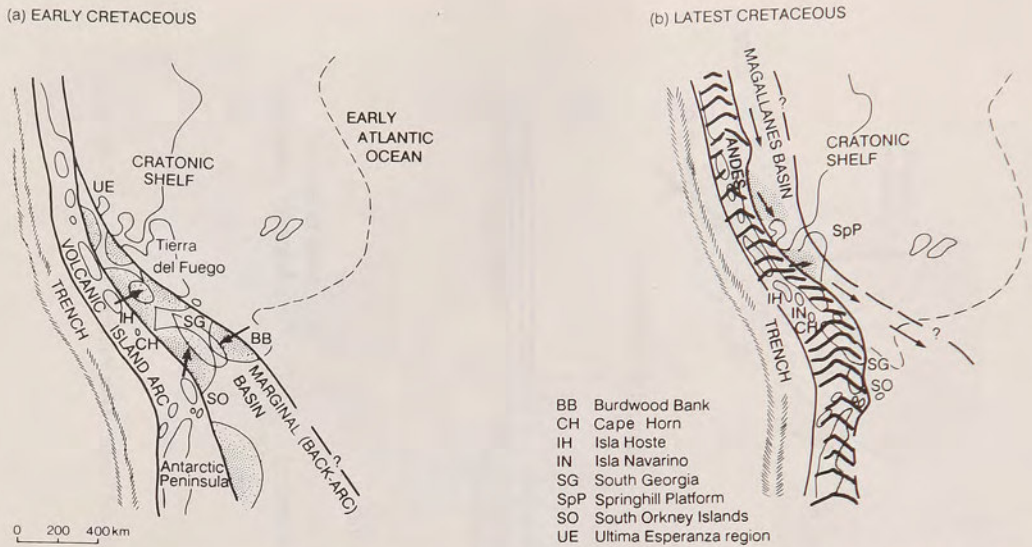 (a) EARLY CRETACEOUS
EARLY
ATLANTIC
OCEAN
CRATONIC
SHELF
UE
Tierra
del Fuego
VOLCANIC
ISLAND ARC
TRENCH
IH
CH
SG
BB
SO
MARGINAL (BACK-ARC)
BASIN
?
Antarctic
Peninsula
0 200 400 km
(b) LATEST CRETACEOUS
MAGALLANES BASIN
?
ANDES
CRATONIC
SHELF
SpP
IH
IN
CH
TRENCH
?
SG
SO
BB Burdwood Bank
CH Cape Horn
IH Isla Hoste
IN Isla Navarino
SG South Georgia
SpP Springhill Platform
SO South Orkney Islands
UE Ultima Esperanza region